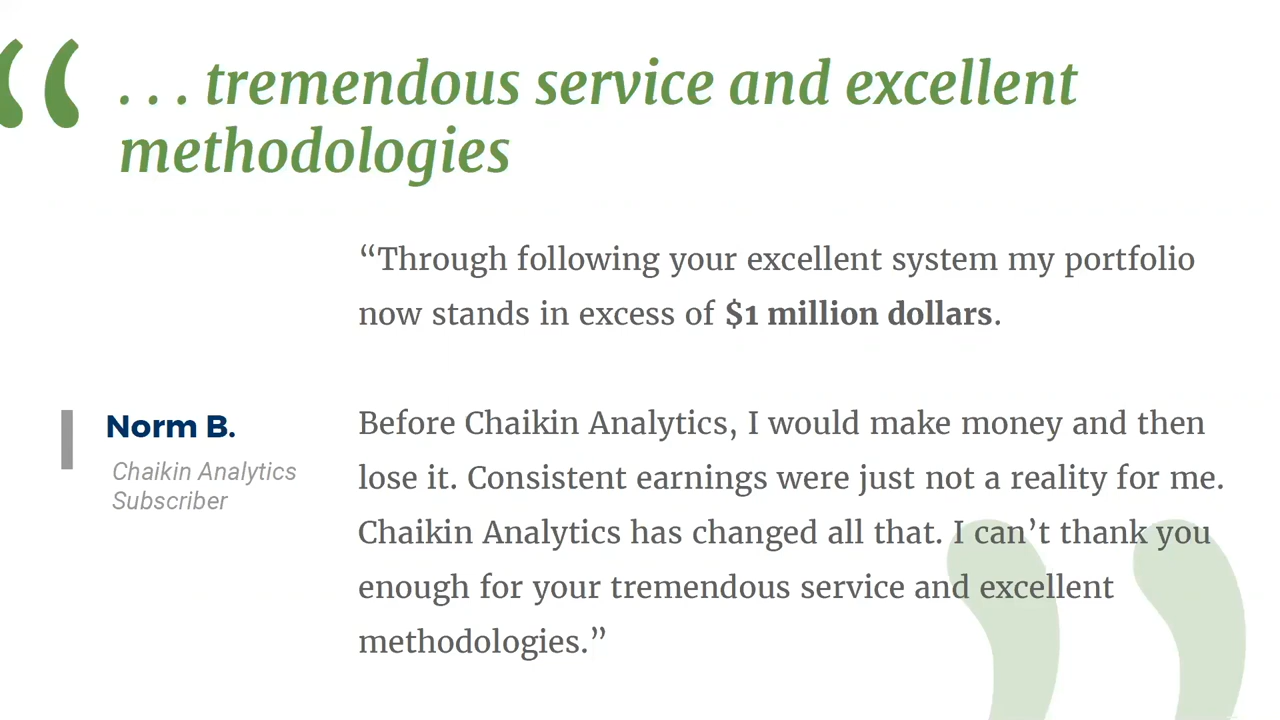 “
. . . tremendous service and excellent
methodologies
“Through following your excellent system my portfolio
now stands in excess of $1 million dollars.
Norm B.
Chaikin Analytics
Subscriber
Before Chaikin Analytics, I would make money and then
lose it. Consistent earnings were just not a reality for me.
Chaikin Analytics has changed all that. I can’t thank you
enough for your tremendous service and excellent
methodologies.”
”